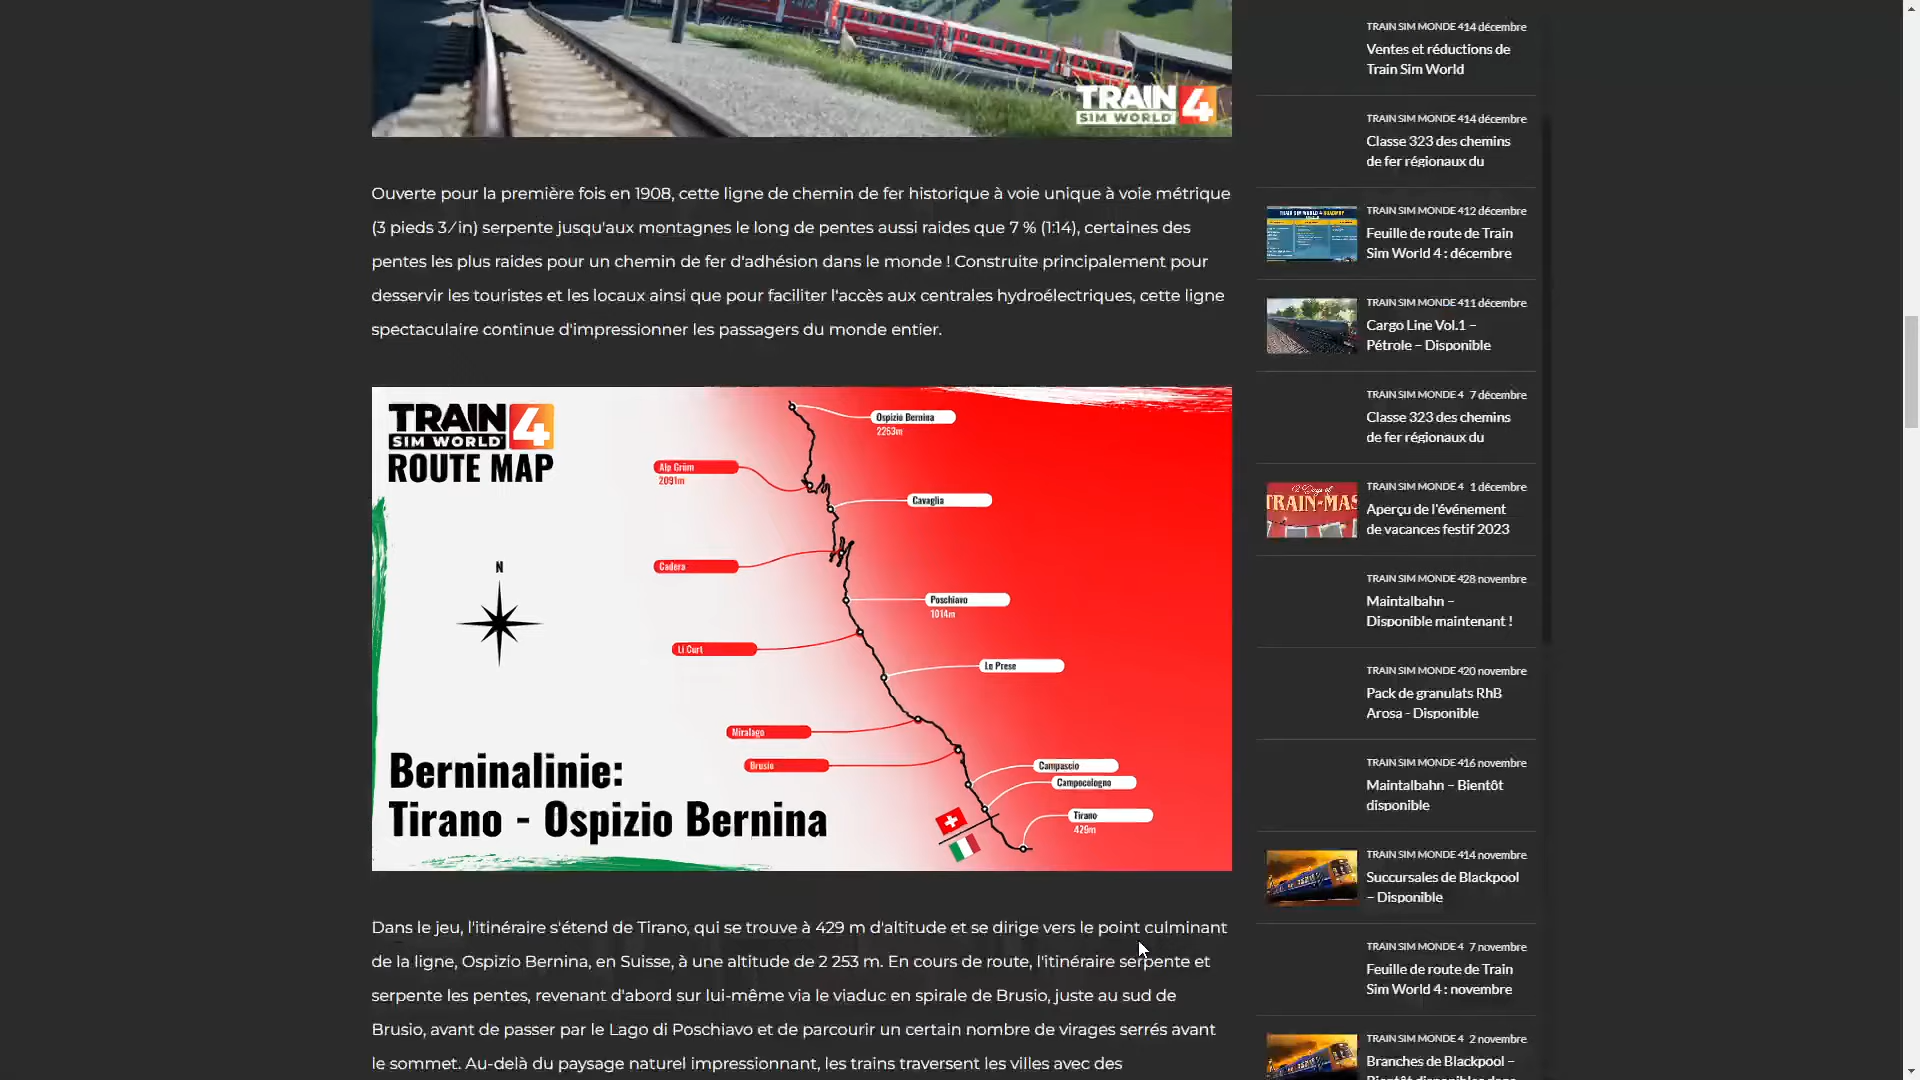 TRAIN 4
SIM WORLD
Ouverte pour la première fois en 1908, cette ligne de chemin de fer historique à voie unique à voie métrique
(3 pieds 3 ⁄ in) serpente jusqu'aux montagnes le long de pentes aussi raides que 7 % (1:14), certaines des
pentes les plus raides pour un chemin de fer d'adhésion dans le monde ! Construite principalement pour
desservir les touristes et les locaux ainsi que pour faciliter l'accès aux centrales hydroélectriques, cette ligne
spectaculaire continue d'impressionner les passagers du monde entier.
TRAIN 4
SIM WORLD
ROUTE MAP
Ospizio Bernina
2253m
Alp Grüm
2091m
Cavaglia
N
Cadera
Poschiavo
1014m
Li Curt
Le Prese
Miralago
Brusio
Campascio
Campocologno
Tirano
429m
Berninalinie:
Tirano - Ospizio Bernina
Dans le jeu, l'itinéraire s'étend de Tirano, qui se trouve à 429 m d'altitude et se dirige vers le point culminant
de la ligne, Ospizio Bernina, en Suisse, à une altitude de 2 253 m. En cours de route, l'itinéraire serpente et
serpente les pentes, revenant d'abord sur lui-même via le viaduc en spirale de Brusio, juste au sud de
Brusio, avant de passer par le Lago di Poschiavo et de parcourir un certain nombre de virages serrés avant
le sommet. Au-delà du paysage naturel impressionnant, les trains traversent les villes avec des
TRAIN SIM MONDE 4 14 décembre
Ventes et réductions de
Train Sim World
TRAIN SIM MONDE 4 14 décembre
Classe 323 des chemins
de fer régionaux du
TRAIN SIM MONDE 4 12 décembre
TRAIN SIM WORLD 4 ROADMAP
Feuille de route de Train
Sim World 4 : décembre
TRAIN SIM MONDE 4 11 décembre
Cargo Line Vol.1 –
Pétrole – Disponible
TRAIN SIM MONDE 4 7 décembre
Classe 323 des chemins
de fer régionaux du
TRAIN SIM MONDE 4 1 décembre
12 Days of
TRAIN-MAS
Aperçu de l'événement
de vacances festif 2023
TRAIN SIM MONDE 4 28 novembre
Maintalbahn –
Disponible maintenant !
TRAIN SIM MONDE 4 20 novembre
Pack de granulats RhB
Arosa - Disponible
TRAIN SIM MONDE 4 16 novembre
Maintalbahn – Bientôt
disponible
TRAIN SIM MONDE 4 14 novembre
Succursales de Blackpool
– Disponible
TRAIN SIM MONDE 4 7 novembre
Feuille de route de Train
Sim World 4 : novembre
TRAIN SIM MONDE 4 2 novembre
Branches de Blackpool –